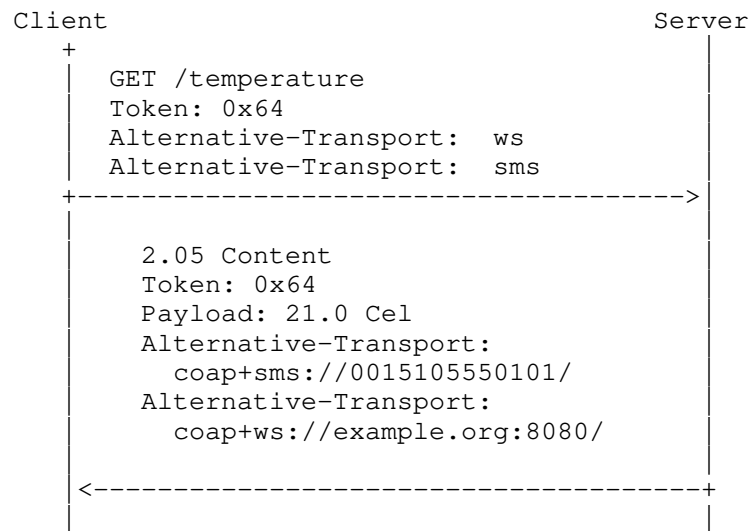 Client Server
GET /temperature
Token: 0x64
Alternative-Transport:  ws
Alternative-Transport:  sms
2.05 Content
Token: 0x64
Payload: 21.0 Cel
Alternative-Transport:
coap+sms://0015105550101/
Alternative-Transport:
coap+ws://example.org:8080/